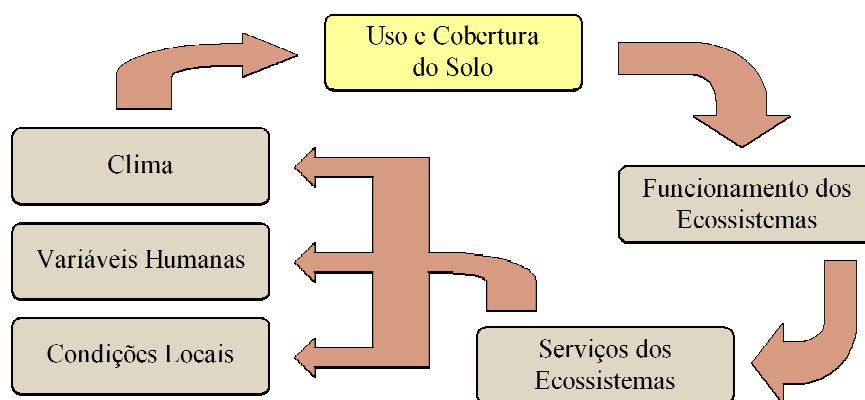 Uso e Cobertura
do Solo
Clima
Funcionamento dos
Ecossistemas
Variáveis Humanas
Condições Locais
Serviços dos
Ecossistemas